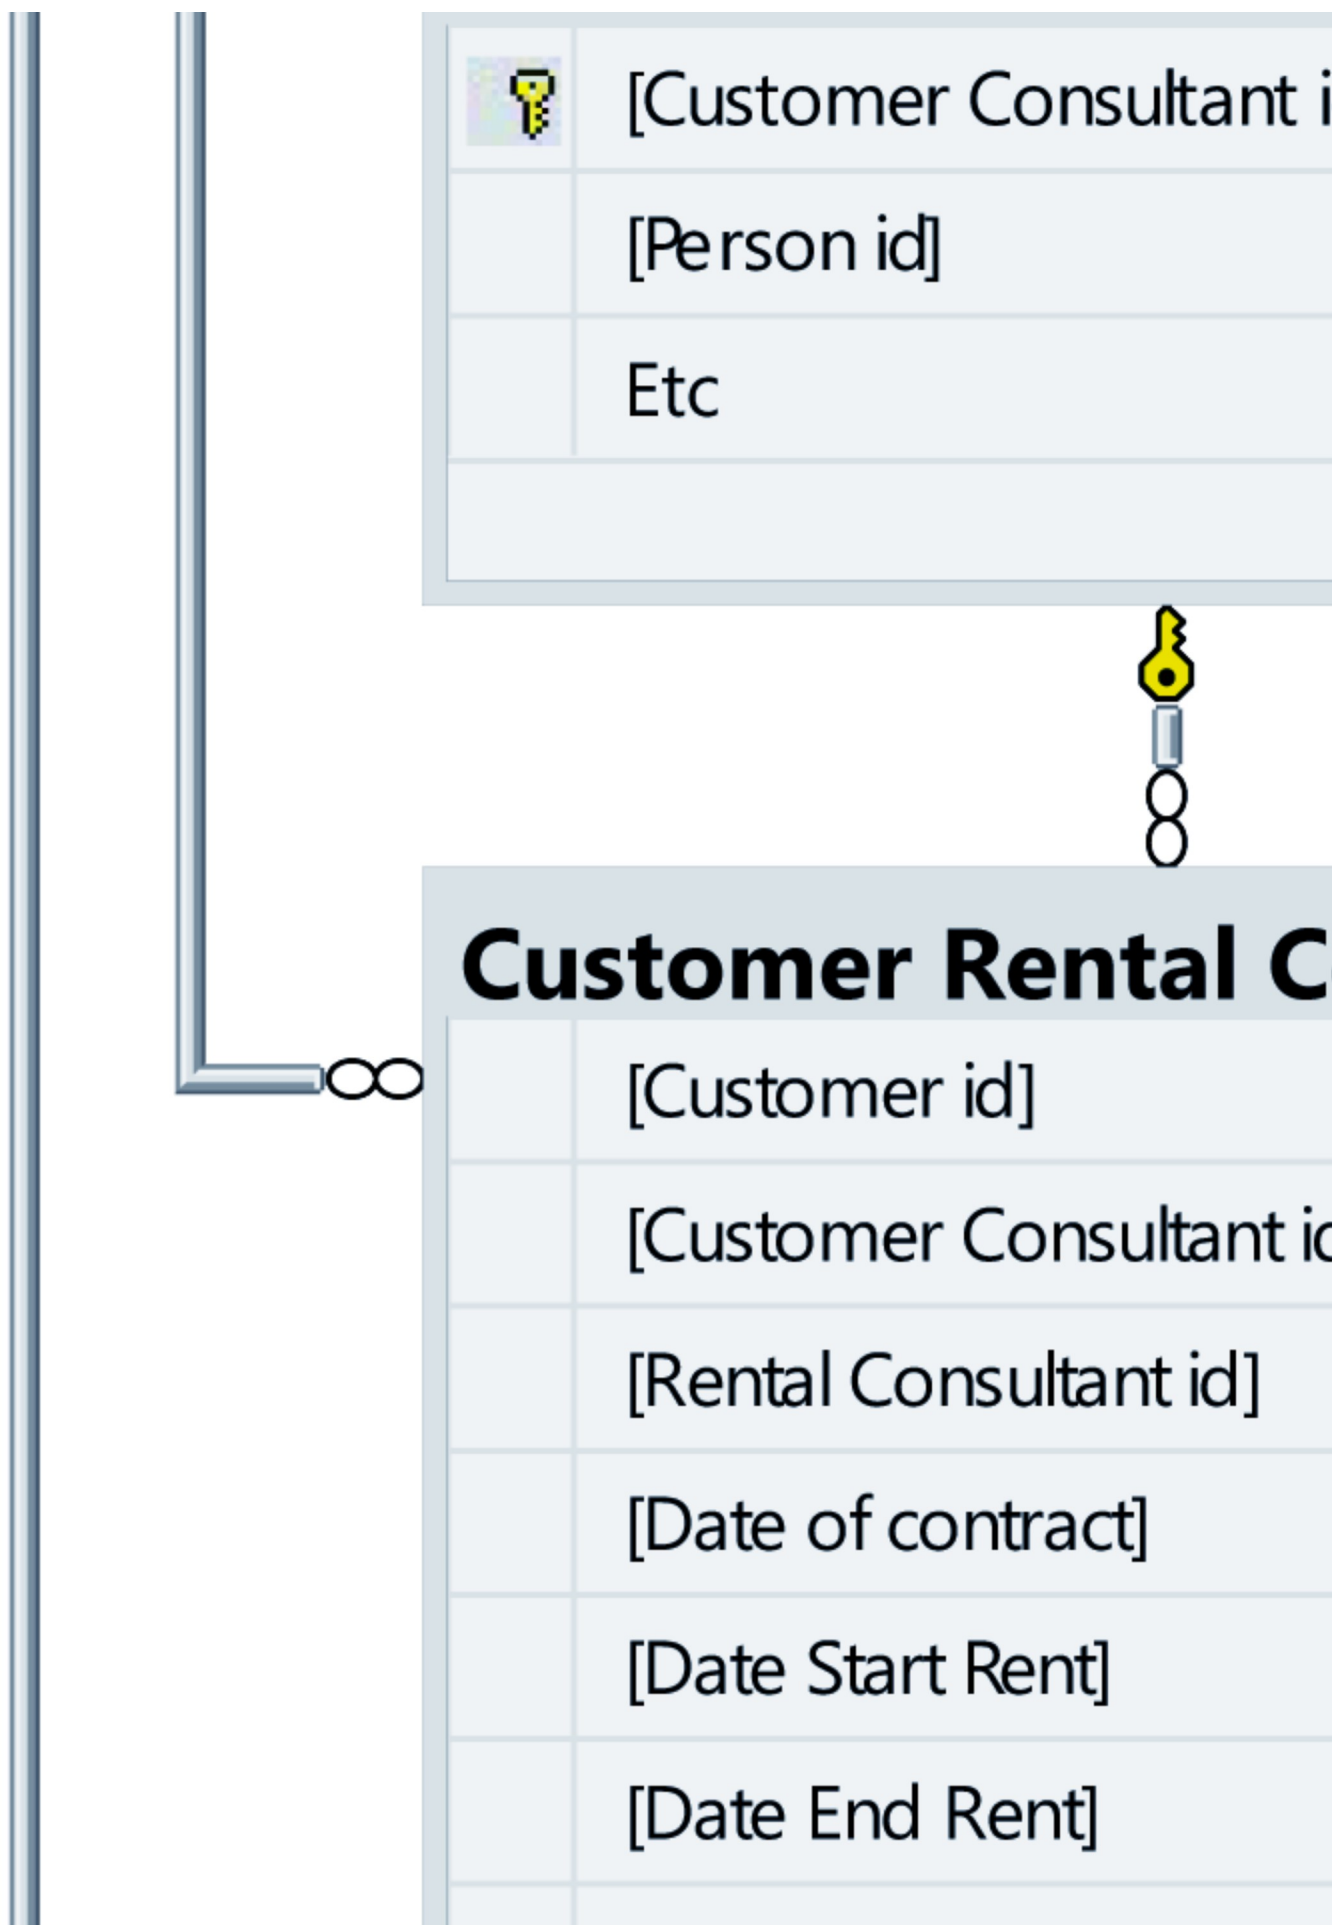 [Customer Consultant
[Person id]
Etc
Customer Rental
[Customer id]
[Customer Consultant
[Rental Consultant id]
[Date of contract]
[Date Start Rent]
[Date End Rent]